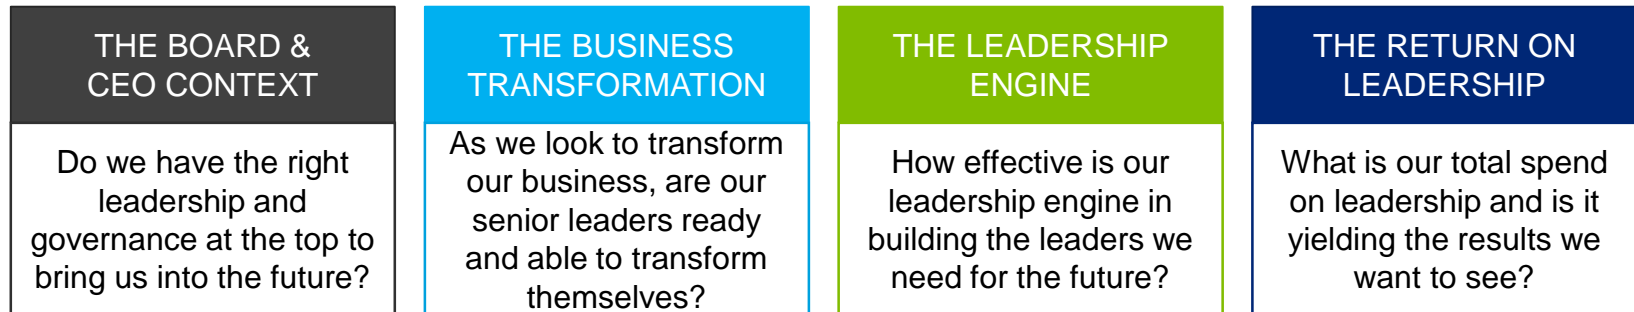 THE BOARD &
CEO CONTEXT
Do we have the right
leadership and
governance at the top to
bring us into the future?
THE BUSINESS
TRANSFORMATION
As we look to transform
our business, are our
senior leaders ready
and able to transform
themselves?
THE LEADERSHIP
ENGINE
How effective is our
leadership engine in
building the leaders we
need for the future?
THE RETURN ON
LEADERSHIP
What is our total spend
on leadership and is it
yielding the results we
want to see?